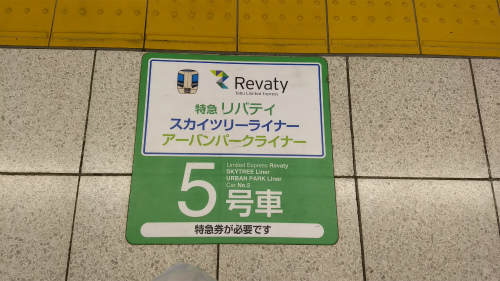 Revaty
Tobu Limited Express
特急 リバティ
スカイツリーライナー
アーバンパークライナー
5号車
Limited Express Revaty
SKYTREE Liner
URBAN PARK Liner
Car No.5
特急券が必要です